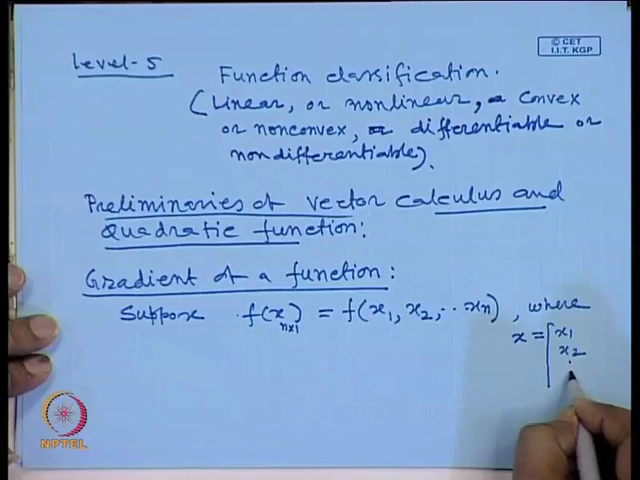 © CET
I.I.T. KGP
Level-5
Function classification.
(Linear, or nonlinear, convex
or nonconvex, differentiable or
nondifferentiable).
Preliminaries of vector calculus and
Quadratic function:
Gradient of a function:
Suppose f(x) = f(x1, x2, ..xn), where
nx1
x = [x1
x2
.
NPTEL